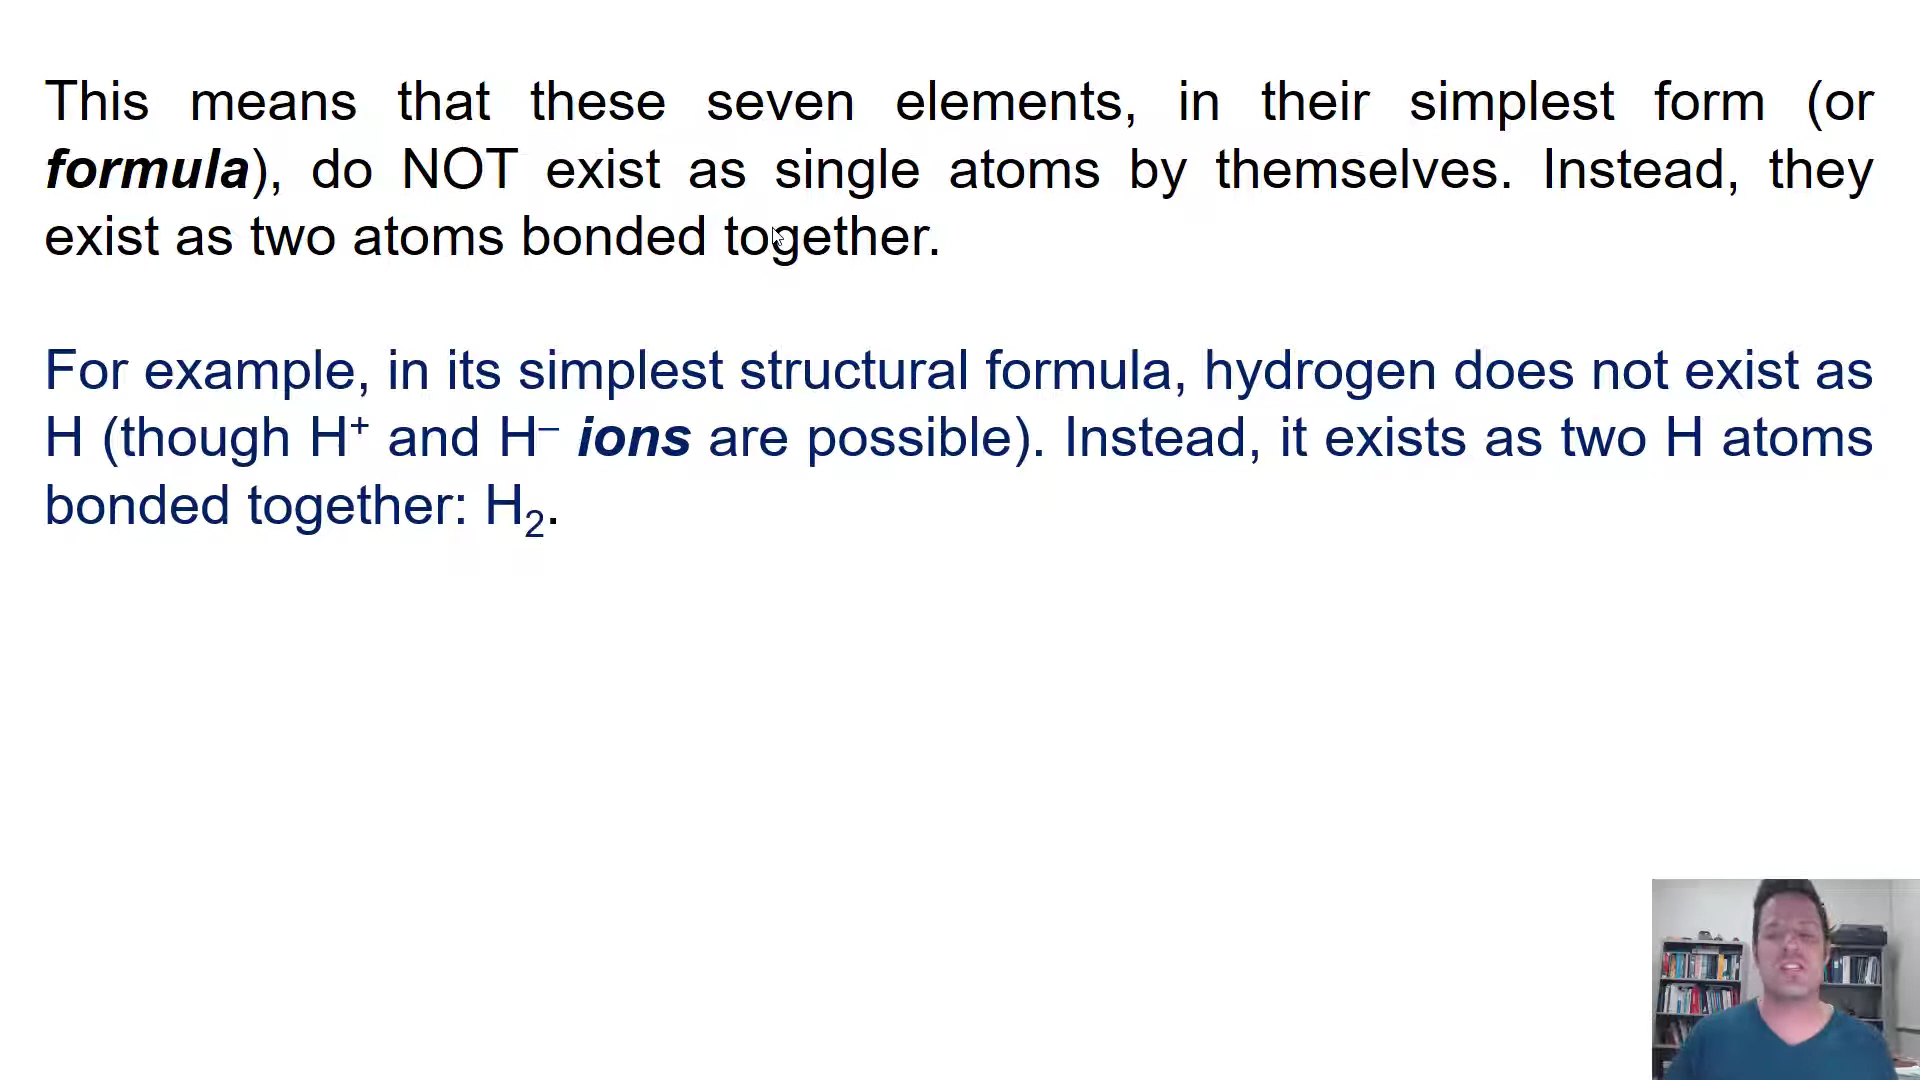 This means that these seven elements, in their simplest form (or
formula), do NOT exist as single atoms by themselves. Instead, they
exist as two atoms bonded together.
For example, in its simplest structural formula, hydrogen does not exist as
H (though H⁺ and H⁻ ions are possible). Instead, it exists as two H atoms
bonded together: H₂.